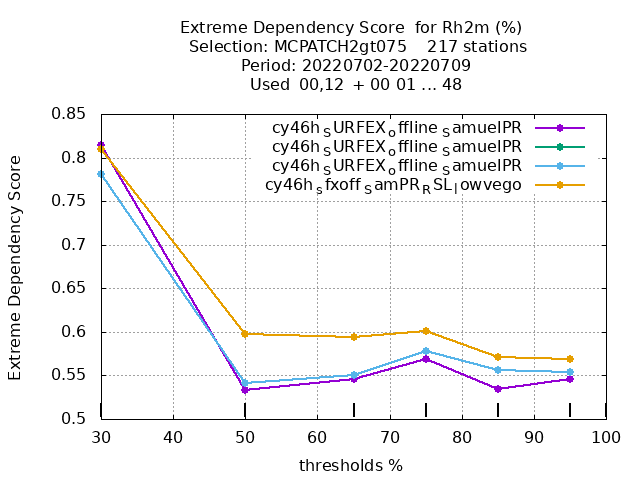 Extreme Dependency Score  for Rh2m (%)
Selection: MCPATCH2gt075    217 stations
Period: 20220702-20220709
Used  00,12  + 00 01 ... 48
cy46h_SURFEX_offline_SamuelPR
cy46h_SURFEX_offline_SamuelPR
cy46h_SURFEX_offline_SamuelPR
cy46h_sfxoff_SamPR_RSL_lowvego
Extreme Dependency Score
0.85
0.8
0.75
0.7
0.65
0.6
0.55
0.5
30 40 50 60 70 80 90 100
thresholds %